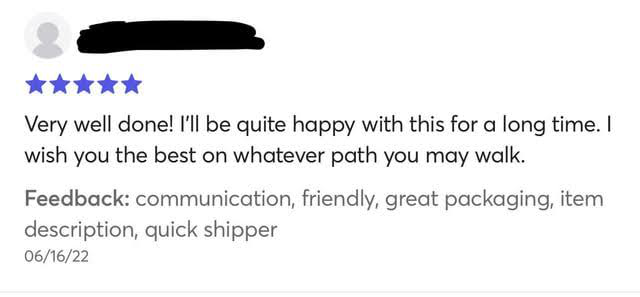 Very well done! I'll be quite happy with this for a long time. I
wish you the best on whatever path you may walk.
Feedback: communication, friendly, great packaging, item
description, quick shipper
06/16/22